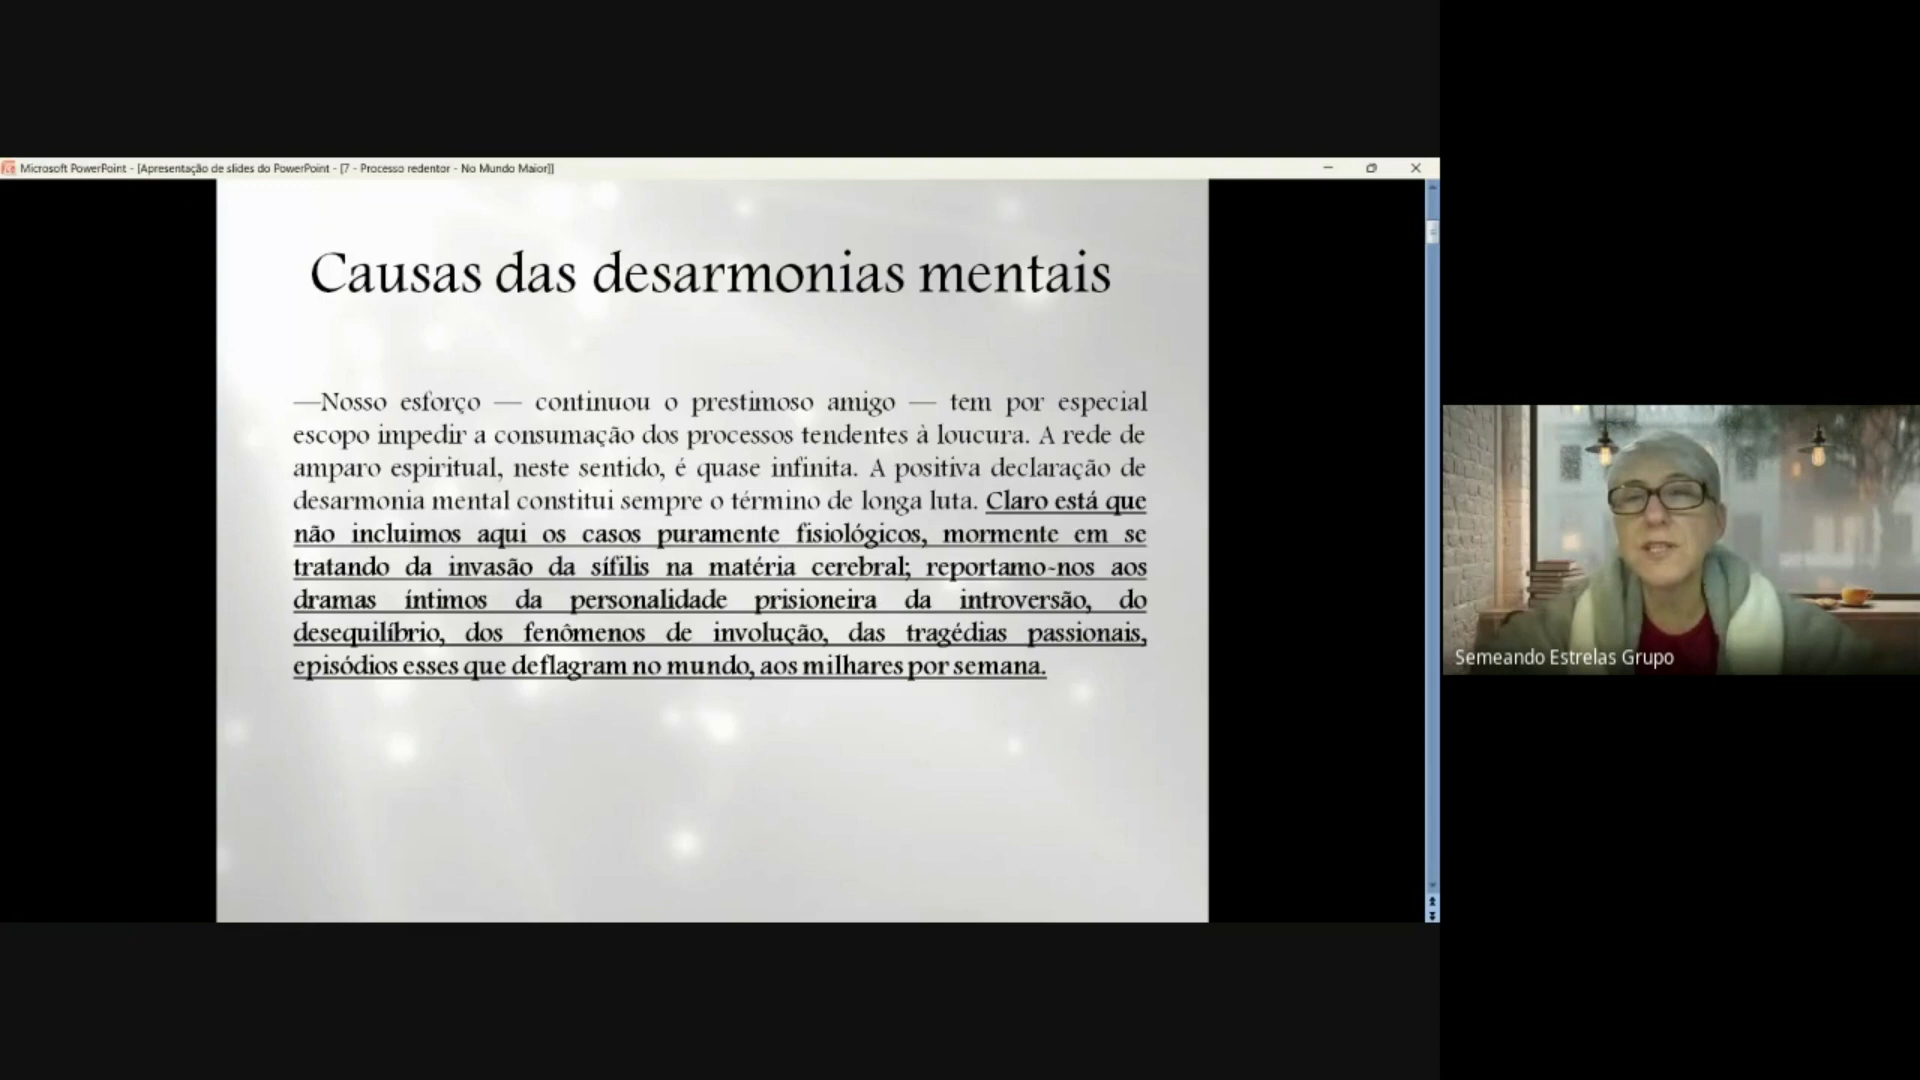 Microsoft PowerPoint - [Apresentação de slides do PowerPoint - [7 - Processo redentor - No Mundo Maior]]
Causas das desarmonias mentais
—Nosso esforço — continuou o prestimoso amigo — tem por especial
escopo impedir a consumação dos processos tendentes à loucura. A rede de
amparo espiritual, neste sentido, é quase infinita. A positiva declaração de
desarmonia mental constitui sempre o término de longa luta. Claro está que
não incluimos aqui os casos puramente fisiológicos, mormente em se
tratando da invasão da sífilis na matéria cerebral; reportamo-nos aos
dramas íntimos da personalidade prisioneira da introversão, do
desequilíbrio, dos fenômenos de involução, das tragédias passionais,
episódios esses que deflagram no mundo, aos milhares por semana.
Semeando Estrelas Grupo